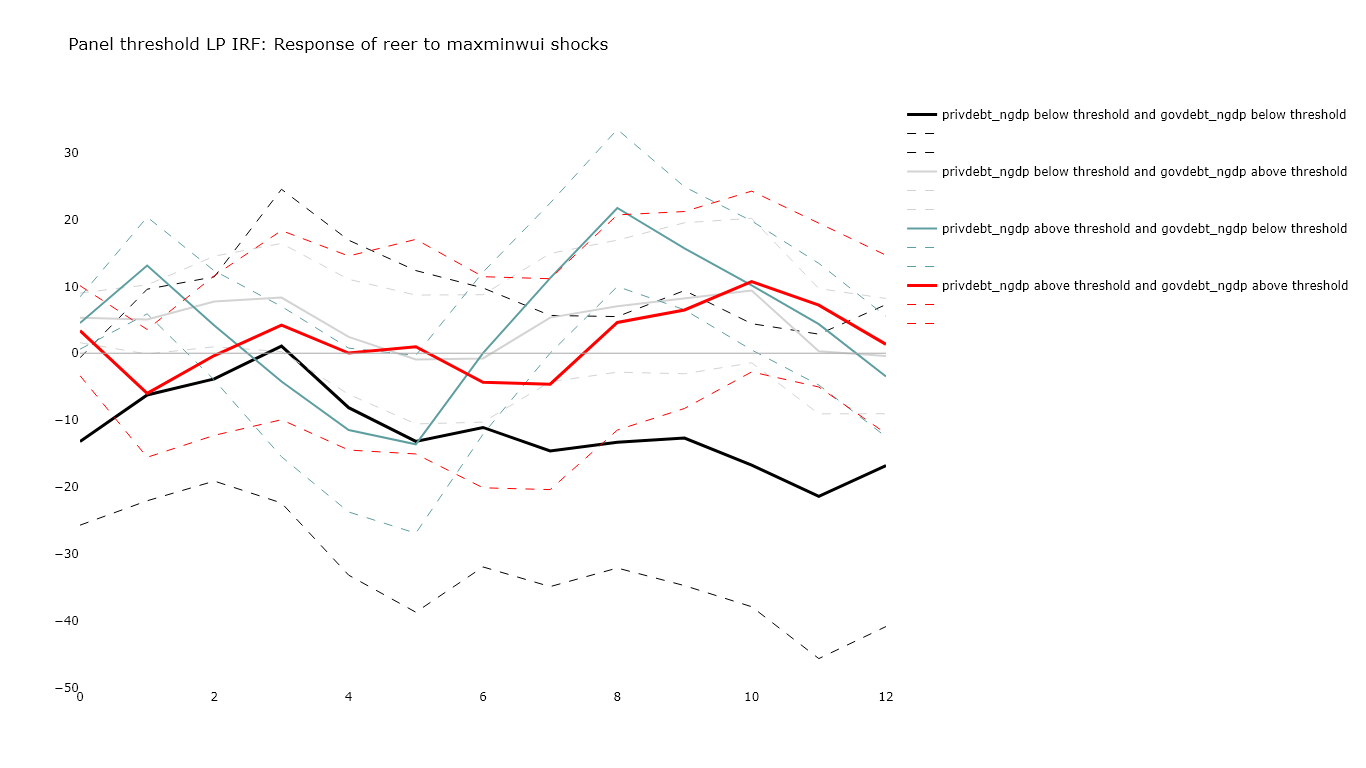 Panel threshold LP IRF: Response of reer to maxminwui shocks
30
20
10
0
−10
−20
−30
−40
−50
0 2 4 6 8 10 12
privdebt_ngdp below threshold and govdebt_ngdp below threshold
privdebt_ngdp below threshold and govdebt_ngdp above threshold
privdebt_ngdp above threshold and govdebt_ngdp below threshold
privdebt_ngdp above threshold and govdebt_ngdp above threshold